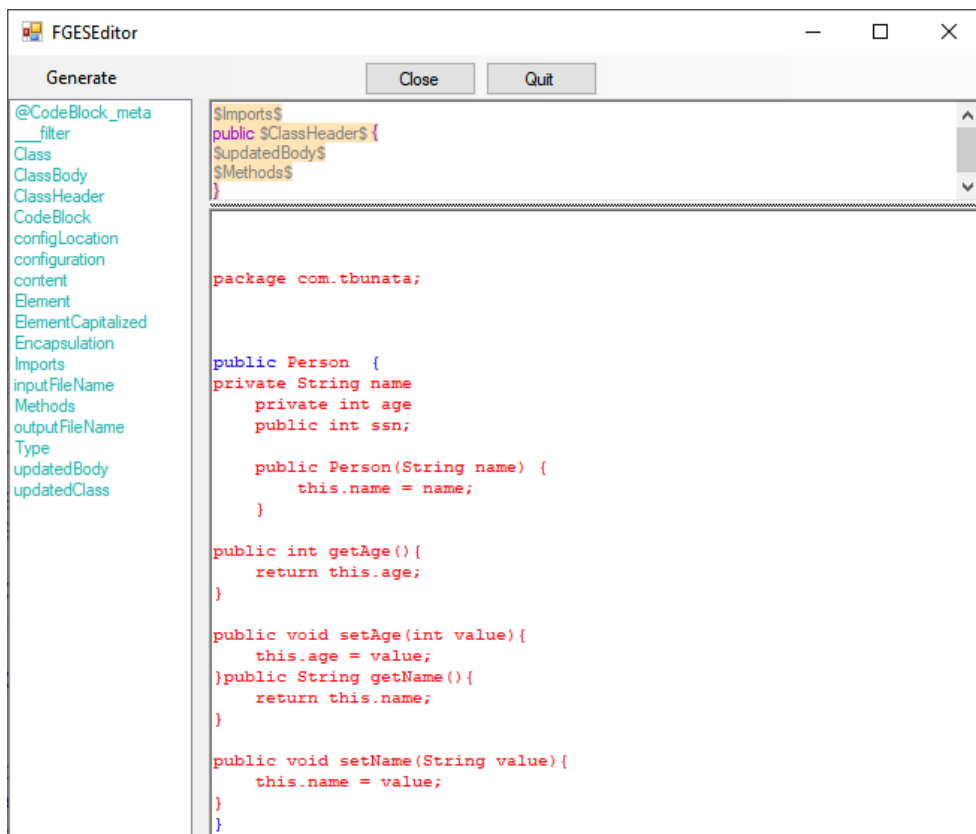 FGESEditor
Generate
Close
Quit
@CodeBlock_meta
___filter
Class
ClassBody
ClassHeader
CodeBlock
configLocation
configuration
content
Element
ElementCapitalized
Encapsulation
Imports
inputFileName
Methods
outputFileName
Type
updatedBody
updatedClass
$Imports$
public $ClassHeader$ {
$updatedBody$
$Methods$
}
package com.tbunata;
public Person  {
private String name
    private int age
    public int ssn;
    public Person(String name) {
        this.name = name;
    }
public int getAge(){
    return this.age;
}
public void setAge(int value){
    this.age = value;
}public String getName(){
    return this.name;
}
public void setName(String value){
    this.name = value;
}
}